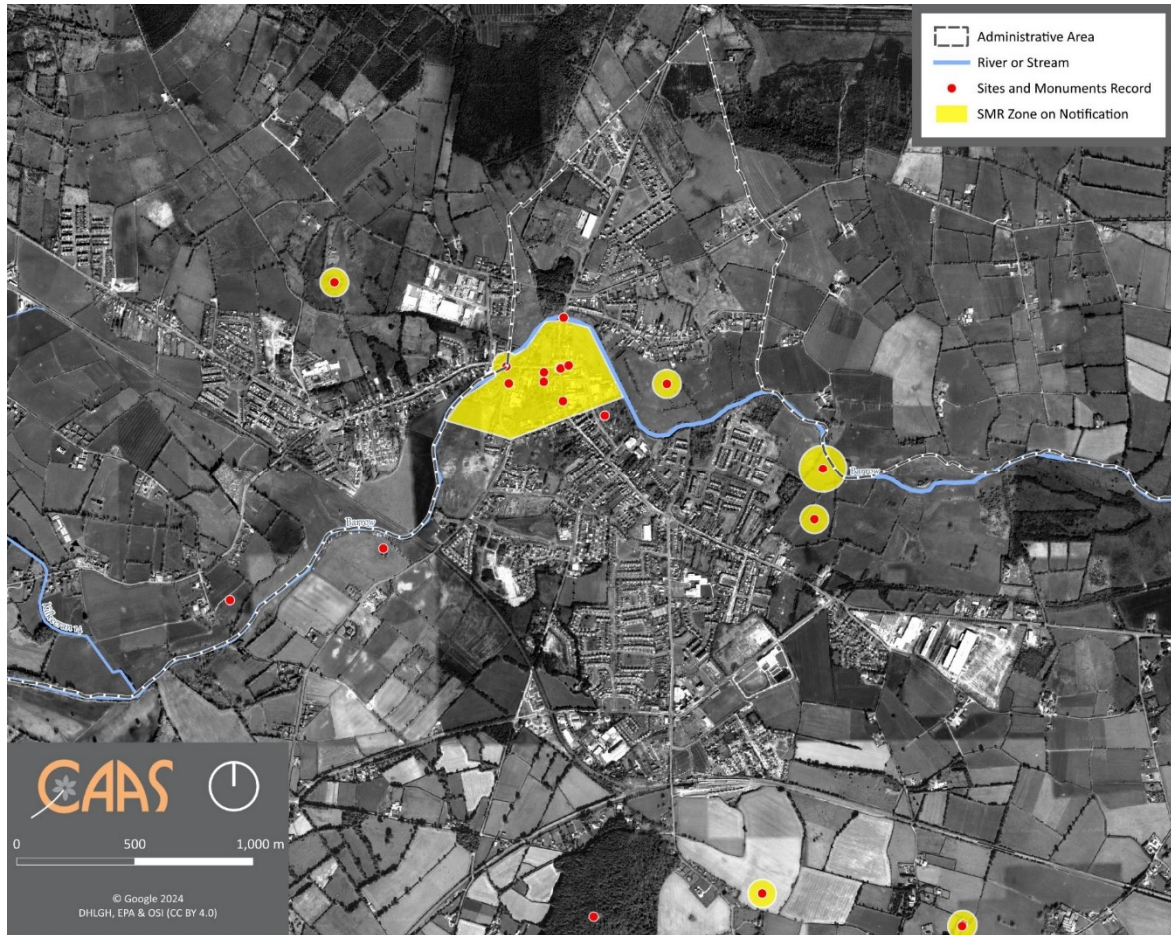 Administrative Area
River or Stream
Sites and Monuments Record
SMR Zone on Notification
Barrow
Barrow
CAAS
0 500 1,000 m
© Google 2024
DHLGH, EPA & OSI (CC BY 4.0)